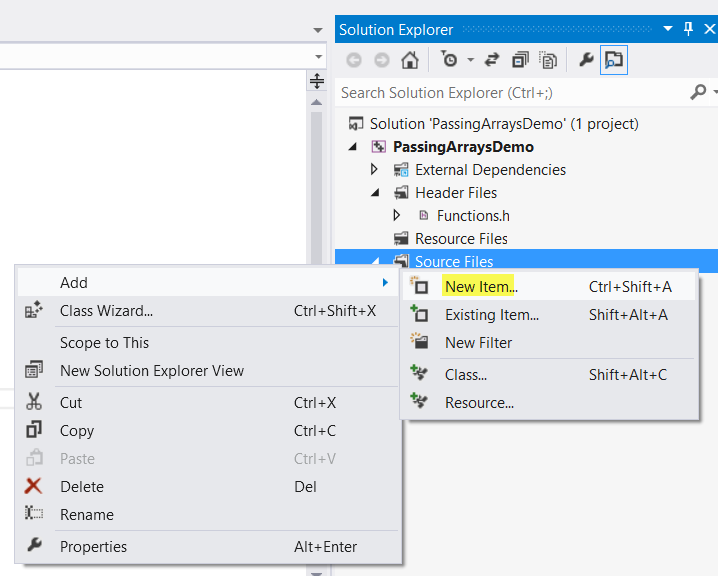 Solution Explorer
Search Solution Explorer (Ctrl+;)
Solution 'PassingArraysDemo' (1 project)
PassingArraysDemo
External Dependencies
Header Files
Functions.h
Resource Files
Source Files
Add
Class Wizard... Ctrl+Shift+X
Scope to This
New Solution Explorer View
Cut Ctrl+X
Copy Ctrl+C
Paste Ctrl+V
Delete Del
Rename
Properties Alt+Enter
New Item... Ctrl+Shift+A
Existing Item... Shift+Alt+A
New Filter
Class... Shift+Alt+C
Resource...